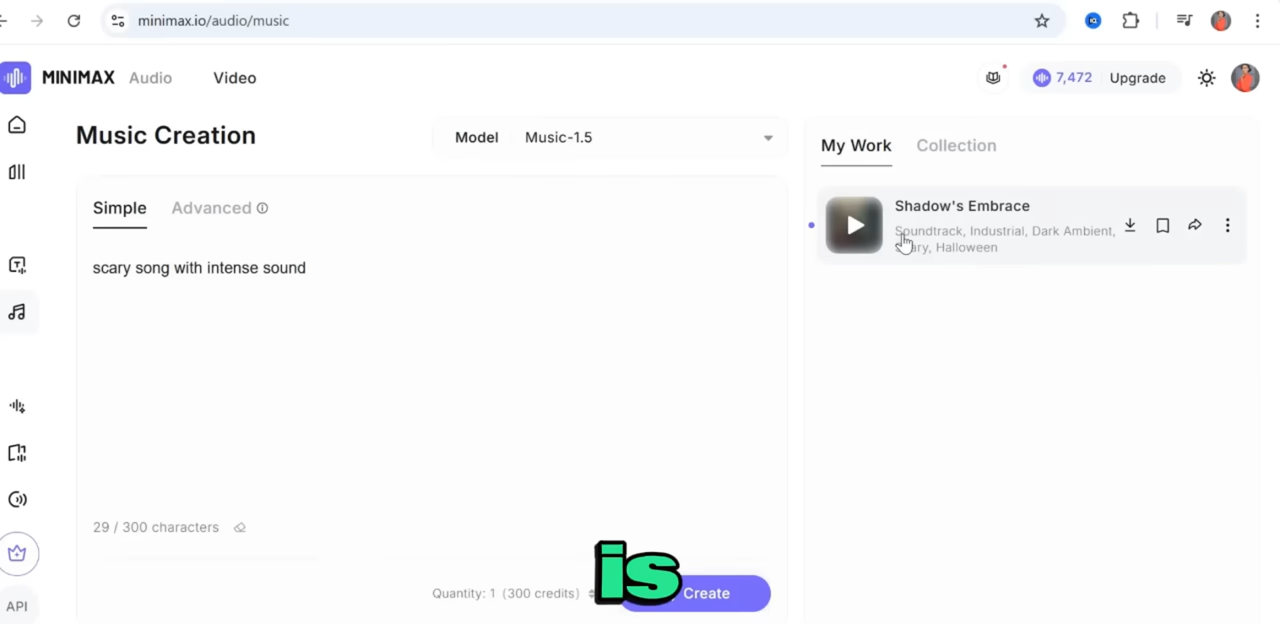 minimax.io/audio/music
MINIMAX Audio Video
7,472 Upgrade
Music Creation
Model Music-1.5
My Work Collection
Simple Advanced
Shadow's Embrace
Soundtrack, Industrial, Dark Ambient,
Halloween
scary song with intense sound
29 / 300 characters
is
Quantity: 1 (300 credits) Create
API